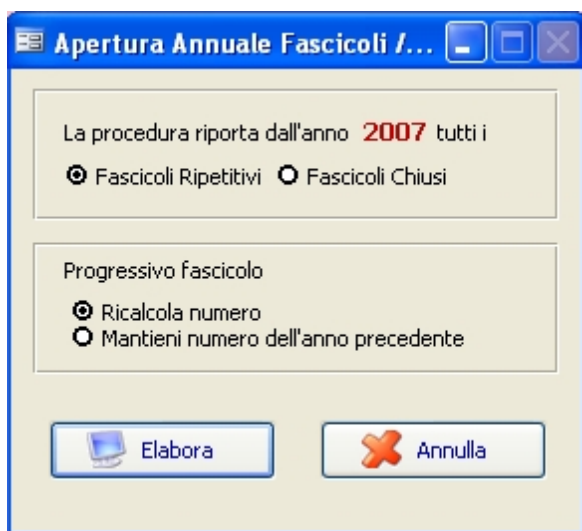 Apertura Annuale Fascicoli /...
La procedura riporta dall'anno 2007 tutti i
Fascicoli Ripetitivi Fascicoli Chiusi
Progressivo fascicolo
Ricalcola numero
Mantieni numero dell'anno precedente
Elabora Annulla